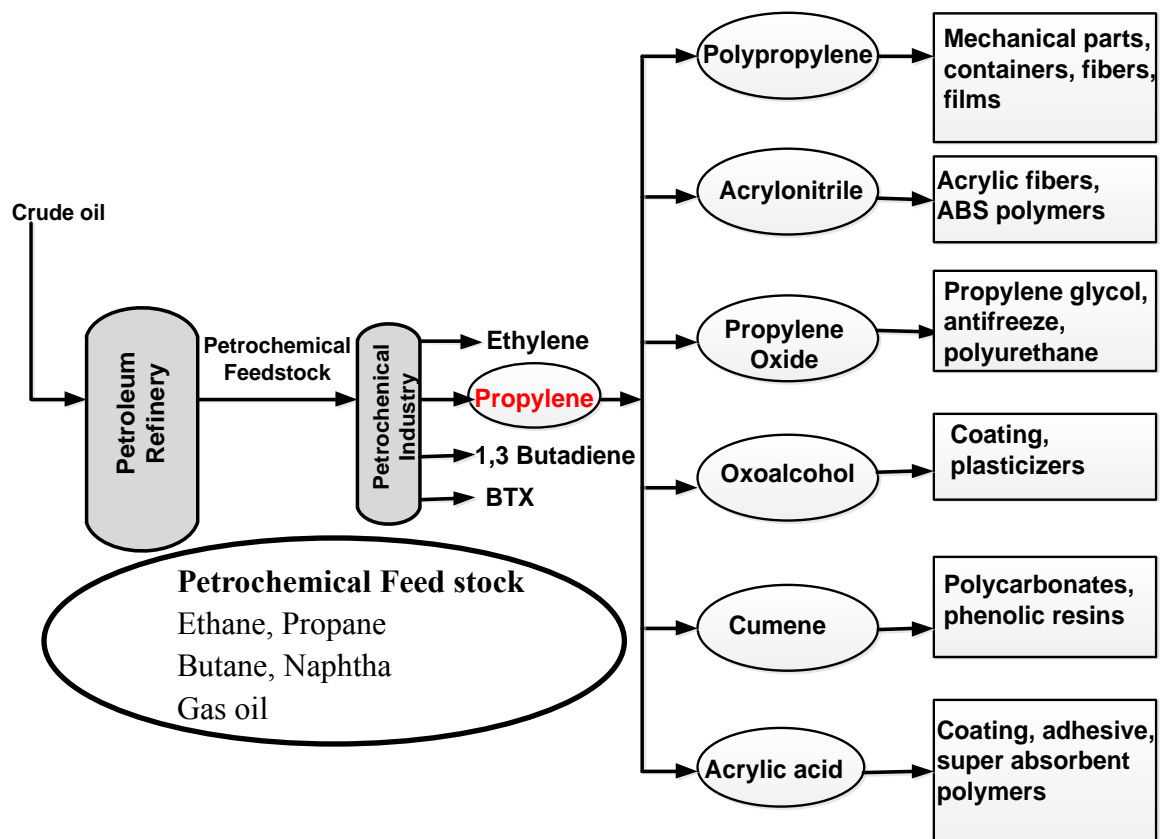 Crude oil
Petroleum
Refinery
Petrochemical
Feedstock
Petrochenical
Industry
Ethylene
Propylene
1,3 Butadiene
BTX
Petrochemical Feed stock
Ethane, Propane
Butane, Naphtha
Gas oil
Polypropylene
Mechanical parts,
containers, fibers,
films
Acrylonitrile
Acrylic fibers,
ABS polymers
Propylene
Oxide
Propylene glycol,
antifreeze,
polyurethane
Oxoalcohol
Coating,
plasticizers
Cumene
Polycarbonates,
phenolic resins
Acrylic acid
Coating, adhesive,
super absorbent
polymers